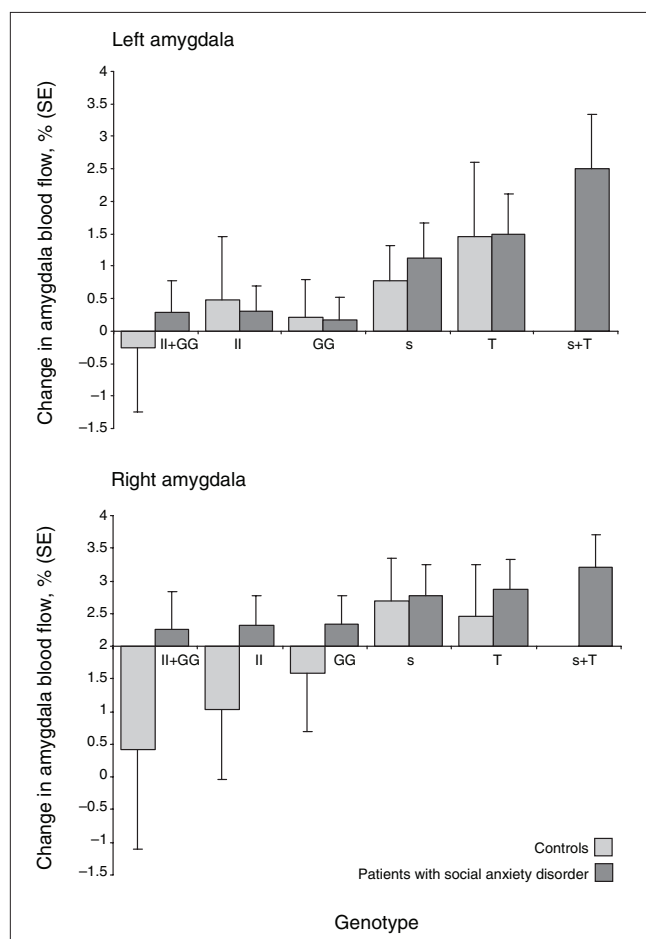 Left amygdala
Change in amygdala blood flow, % (SE)
4
3.5
3
2.5
2
1.5
1
0.5
0
−0.5
−1
−1.5
ll+GG
ll
GG
s
T
s+T
Right amygdala
Change in amygdala blood flow, % (SE)
4
3.5
3
2.5
2
1.5
1
0.5
0
−0.5
−1
−1.5
ll+GG
ll
GG
s
T
s+T
Controls
Patients with social anxiety disorder
Genotype